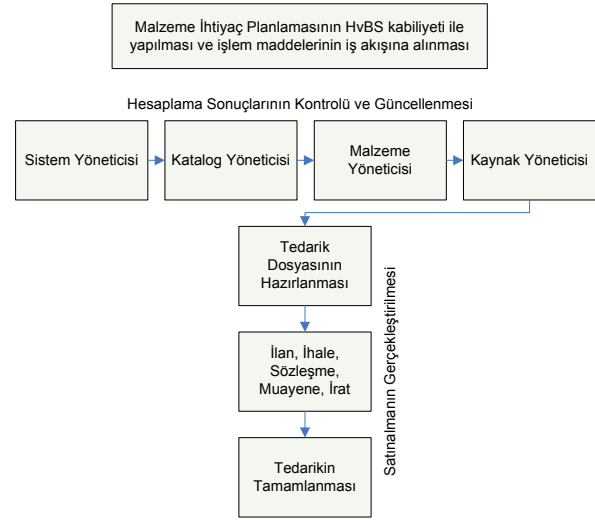 Malzeme İhtiyaç Planlamasının HvBS kabiliyeti ile
yapılması ve işlem maddelerinin iş akışına alınması
Hesaplama Sonuçlarının Kontrolü ve Güncellenmesi
Sistem Yöneticisi
Katalog Yöneticisi
Malzeme
Yöneticisi
Kaynak Yöneticisi
Tedarik
Dosyasının
Hazırlanması
İlan, İhale,
Sözleşme,
Muayene, İrat
Tedarikin
Tamamlanması
Satınalmanın Gerçekleştirilmesi